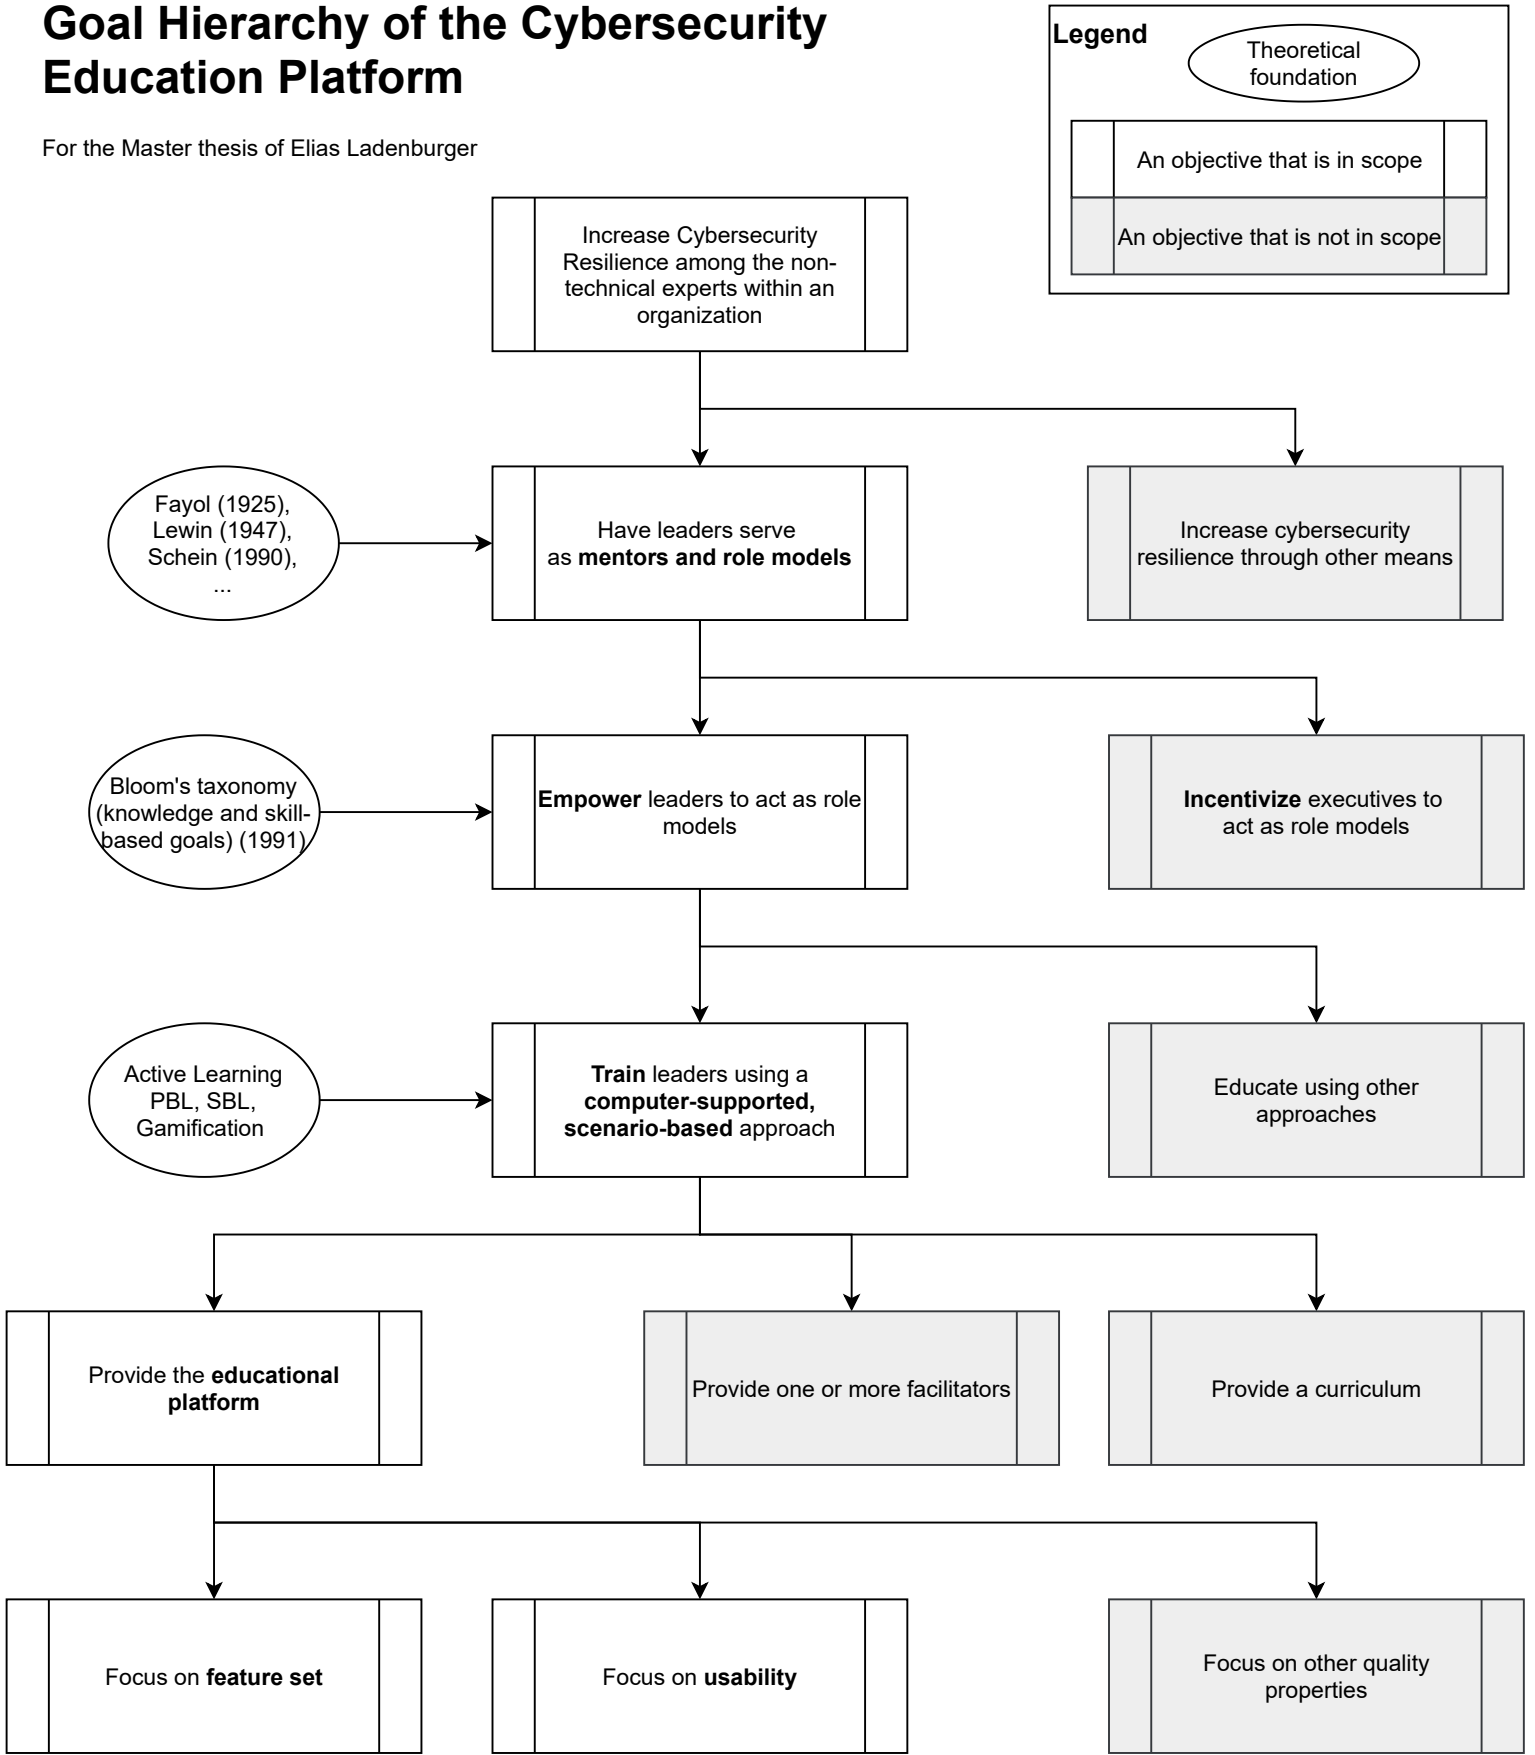 Goal Hierarchy of the Cybersecurity
Education Platform
For the Master thesis of Elias Ladenburger
Legend
Theoretical
foundation
An objective that is in scope
An objective that is not in scope
Increase Cybersecurity
Resilience among the non-
technical experts within an
organization
Fayol (1925),
Lewin (1947),
Schein (1990),
...
Have leaders serve
as mentors and role models
Increase cybersecurity
resilience through other means
Bloom's taxonomy
(knowledge and skill-
based goals) (1991)
Empower leaders to act as role
models
Incentivize executives to
act as role models
Active Learning
PBL, SBL,
Gamification
Train leaders using a
computer-supported,
scenario-based approach
Educate using other
approaches
Provide the educational
platform
Provide one or more facilitators
Provide a curriculum
Focus on feature set
Focus on usability
Focus on other quality
properties